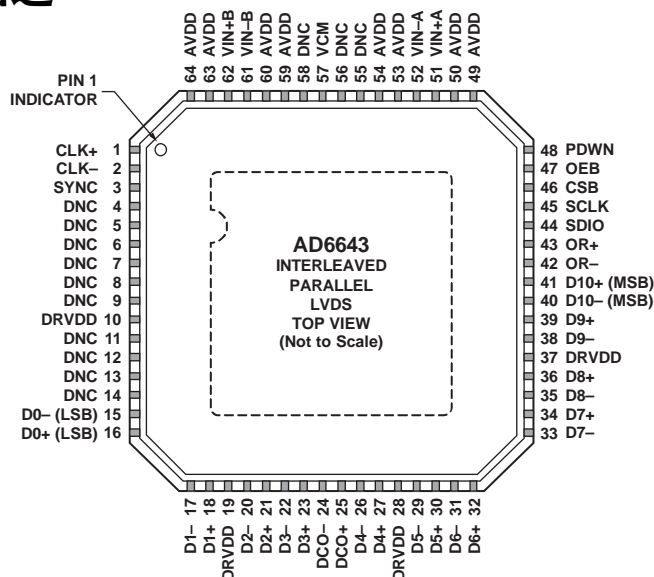 64 AVDD
63 AVDD
62 VIN+B
61 VIN–B
60 AVDD
59 AVDD
58 DNC
57 VCM
56 DNC
55 DNC
54 AVDD
53 AVDD
52 VIN–A
51 VIN+A
50 AVDD
49 AVDD
PIN 1
INDICATOR
CLK+ 1
CLK– 2
SYNC 3
DNC 4
DNC 5
DNC 6
DNC 7
DNC 8
DNC 9
DRVDD 10
DNC 11
DNC 12
DNC 13
DNC 14
D0– (LSB) 15
D0+ (LSB) 16
AD6643
INTERLEAVED
PARALLEL
LVDS
TOP VIEW
(Not to Scale)
48 PDWN
47 OEB
46 CSB
45 SCLK
44 SDIO
43 OR+
42 OR–
41 D10+ (MSB)
40 D10– (MSB)
39 D9+
38 D9–
37 DRVDD
36 D8+
35 D8–
34 D7+
33 D7–
D1– 17
D1+ 18
DRVDD 19
D2– 20
D2+ 21
D3– 22
D3+ 23
DCO– 24
DCO+ 25
D4– 26
D4+ 27
DRVDD 28
D5– 29
D5+ 30
D6– 31
D6+ 32